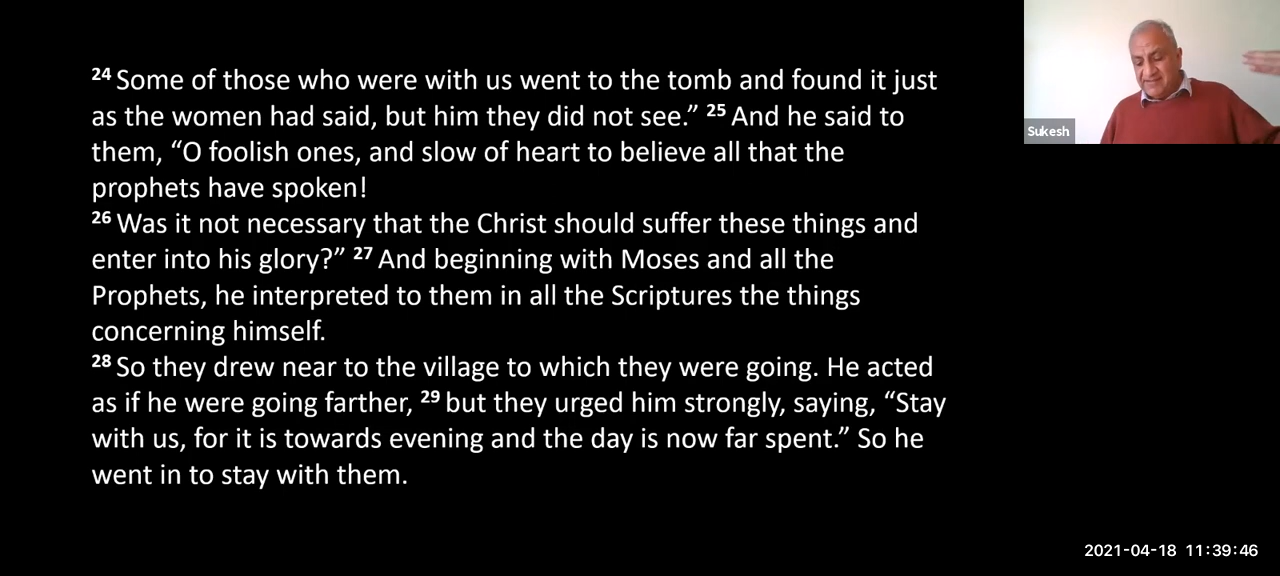 24 Some of those who were with us went to the tomb and found it just
as the women had said, but him they did not see.” 25 And he said to
them, “O foolish ones, and slow of heart to believe all that the
prophets have spoken!
26 Was it not necessary that the Christ should suffer these things and
enter into his glory?” 27 And beginning with Moses and all the
Prophets, he interpreted to them in all the Scriptures the things
concerning himself.
28 So they drew near to the village to which they were going. He acted
as if he were going farther, 29 but they urged him strongly, saying, “Stay
with us, for it is towards evening and the day is now far spent.” So he
went in to stay with them.
Sukesh
2021-04-18 11:39:46